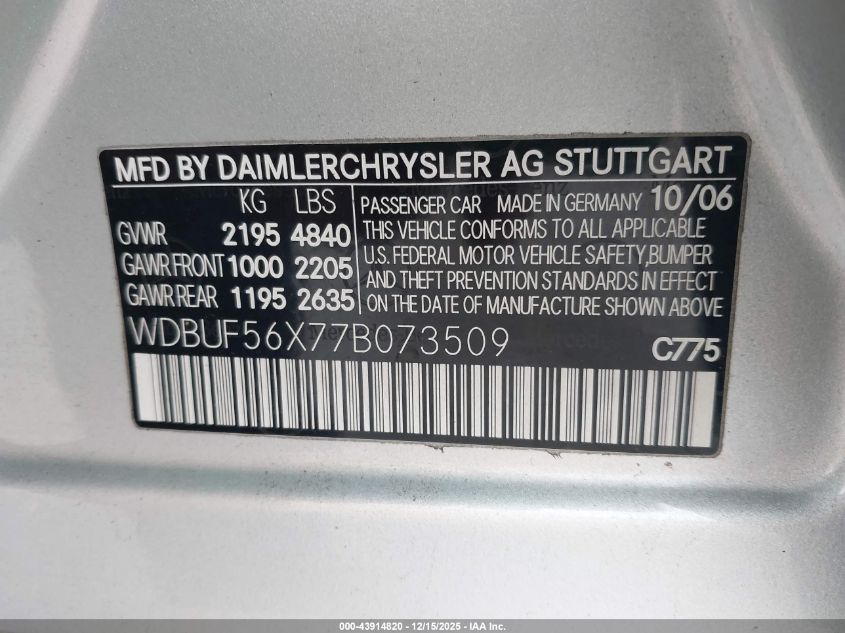 MFD BY DAIMLERCHRYSLER AG STUTTGART
KG LBS
GVWR 2195 4840
GAWR FRONT 1000 2205
GAWR REAR 1195 2635
PASSENGER CAR MADE IN GERMANY 10/06
THIS VEHICLE CONFORMS TO ALL APPLICABLE
U.S. FEDERAL MOTOR VEHICLE SAFETY, BUMPER
AND THEFT PREVENTION STANDARDS IN EFFECT
ON THE DATE OF MANUFACTURE SHOWN ABOVE
WDBUF56X77B073509
C775
000-43914820 - 12/15/2025 - IAA Inc.